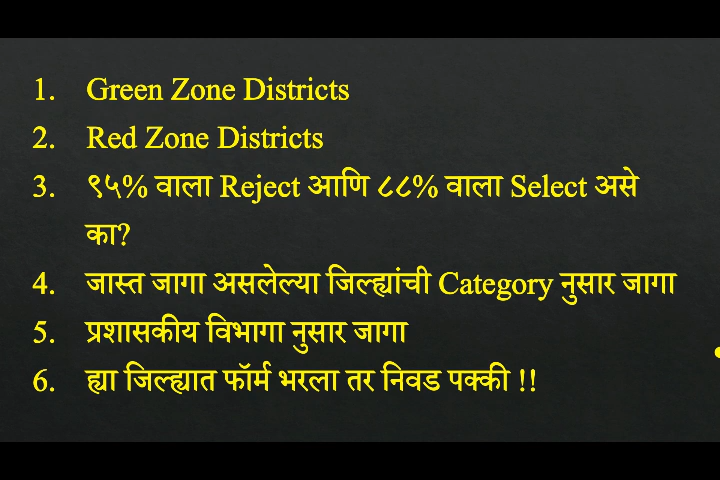 1. Green Zone Districts
2. Red Zone Districts
3. ९५% वाला Reject आणि ८८% वाला Select असे
का?
4. जास्त जागा असलेल्या जिल्ह्यांची Category नुसार जागा
5. प्रशासकीय विभागा नुसार जागा
6. ह्या जिल्ह्यात फॉर्म भरला तर निवड पक्की !!